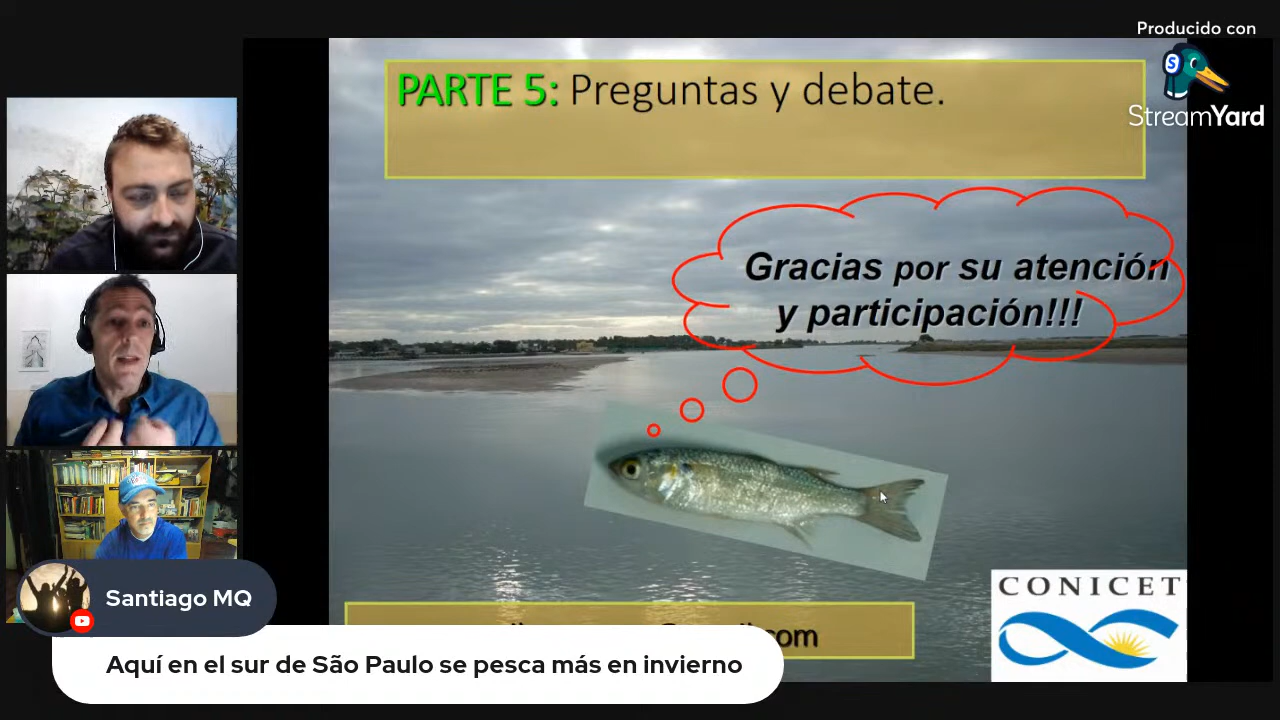 Producido con
StreamYard
PARTE 5: Preguntas y debate.
Gracias por su atención
y participación!!!
CONICET
Santiago MQ
Aquí en el sur de São Paulo se pesca más en invierno